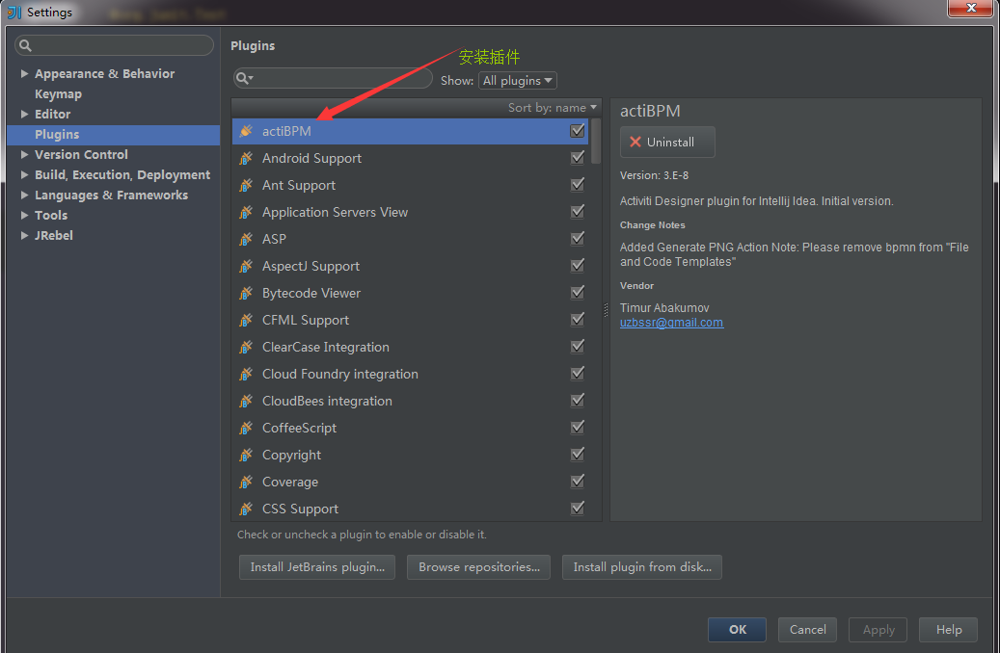 Settings
Plugins
安装插件
Show: All plugins
Appearance & Behavior
Keymap
Editor
Plugins
Version Control
Build, Execution, Deployment
Languages & Frameworks
Tools
JRebel
Sort by: name
actiBPM
Android Support
Ant Support
Application Servers View
ASP
AspectJ Support
Bytecode Viewer
CFML Support
ClearCase Integration
Cloud Foundry integration
CloudBees integration
CoffeeScript
Copyright
Coverage
CSS Support
actiBPM
Uninstall
Version: 3.E-8
Activiti Designer plugin for Intellij Idea. Initial version.
Change Notes
Added Generate PNG Action Note: Please remove bpmn from "File
and Code Templates"
Vendor
Timur Abakumov
uzbssr@gmail.com
Check or uncheck a plugin to enable or disable it.
Install JetBrains plugin... Browse repositories... Install plugin from disk...
OK Cancel Apply Help